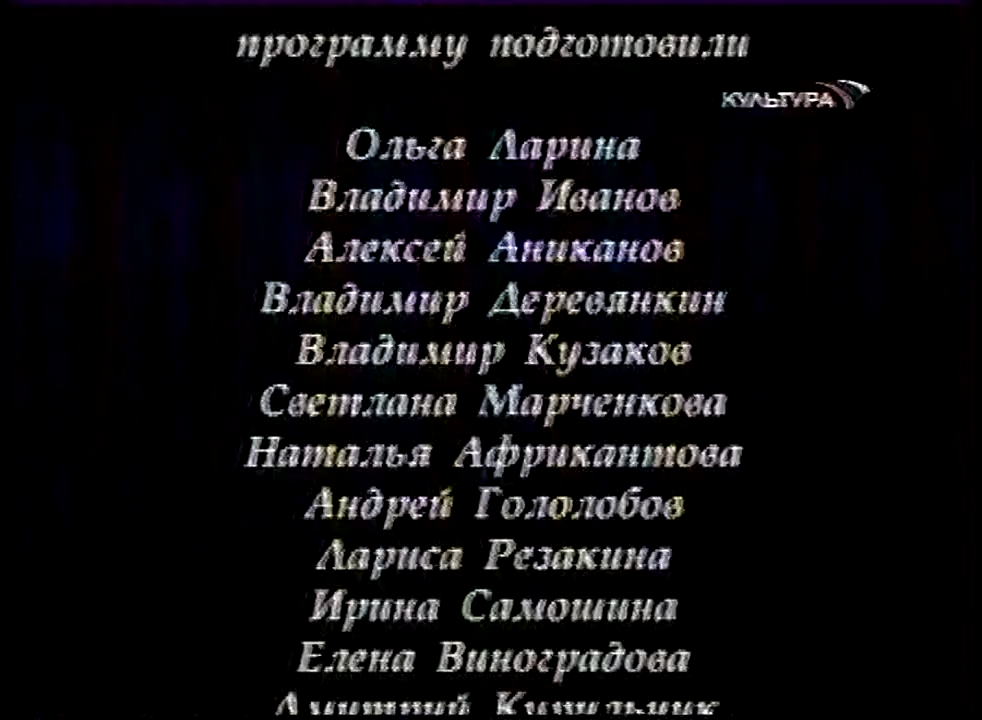 программу подготовили
КУЛЬТУРА
Ольга Ларина
Владимир Иванов
Алексей Аниканов
Владимир Деревянкин
Владимир Кузаков
Светлана Марченкова
Наталья Африкантова
Андрей Гололобов
Лариса Резакина
Ирина Самошина
Елена Виноградова
Дмитрий